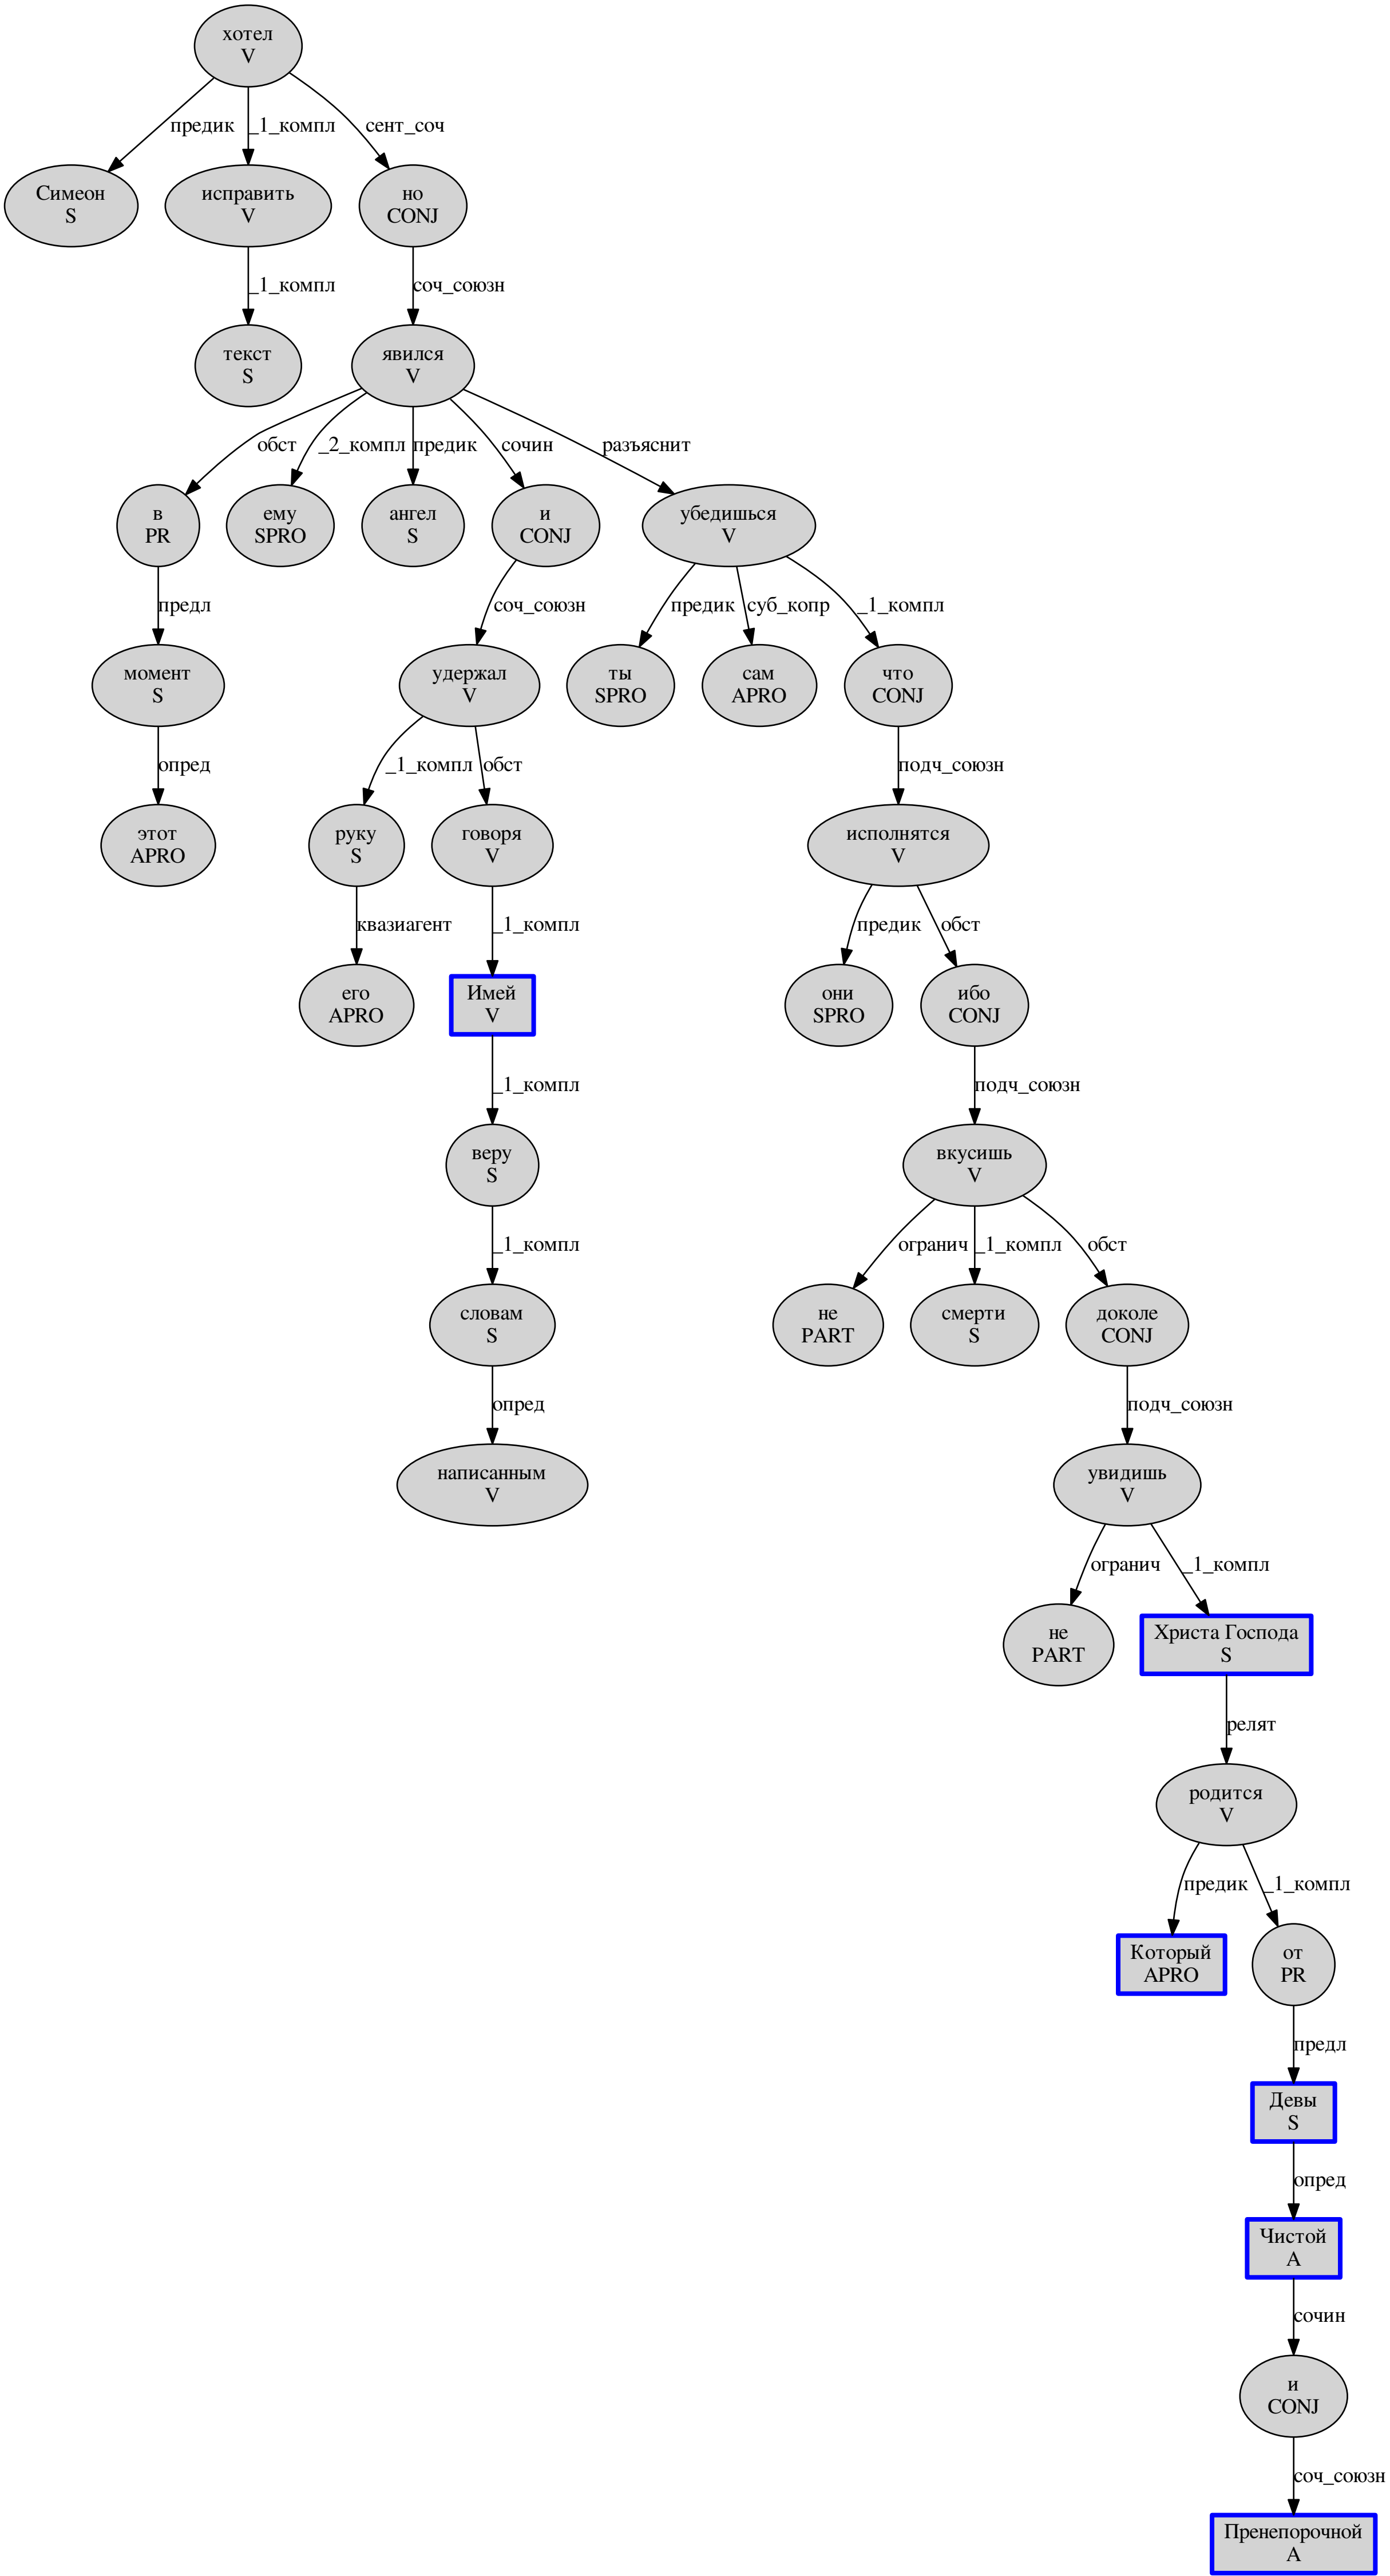 хотел
V
предик
_1_компл
сент_соч
Симеон
S
исправить
V
но
CONJ
_1_компл
соч_союзн
текст
S
явился
V
обст
_2_компл
предик
сочин
разъяснит
в
PR
ему
SPRO
ангел
S
и
CONJ
убедишься
V
предл
соч_союзн
предик
суб_копр
_1_компл
момент
S
удержал
V
ты
SPRO
сам
APRO
что
CONJ
опред
_1_компл
обст
подч_союзн
этот
APRO
руку
S
говоря
V
исполнятся
V
квазиагент
_1_компл
предик
обст
его
APRO
Имей
V
они
SPRO
ибо
CONJ
_1_компл
подч_союзн
веру
S
вкусишь
V
_1_компл
огранич
_1_компл
обст
словам
S
не
PART
смерти
S
доколе
CONJ
опред
подч_союзн
написанным
V
увидишь
V
огранич
_1_компл
не
PART
Христа Господа
S
релят
родится
V
предик
_1_компл
Который
APRO
от
PR
предл
Девы
S
опред
Чистой
A
сочин
и
CONJ
соч_союзн
Пренепорочной
A